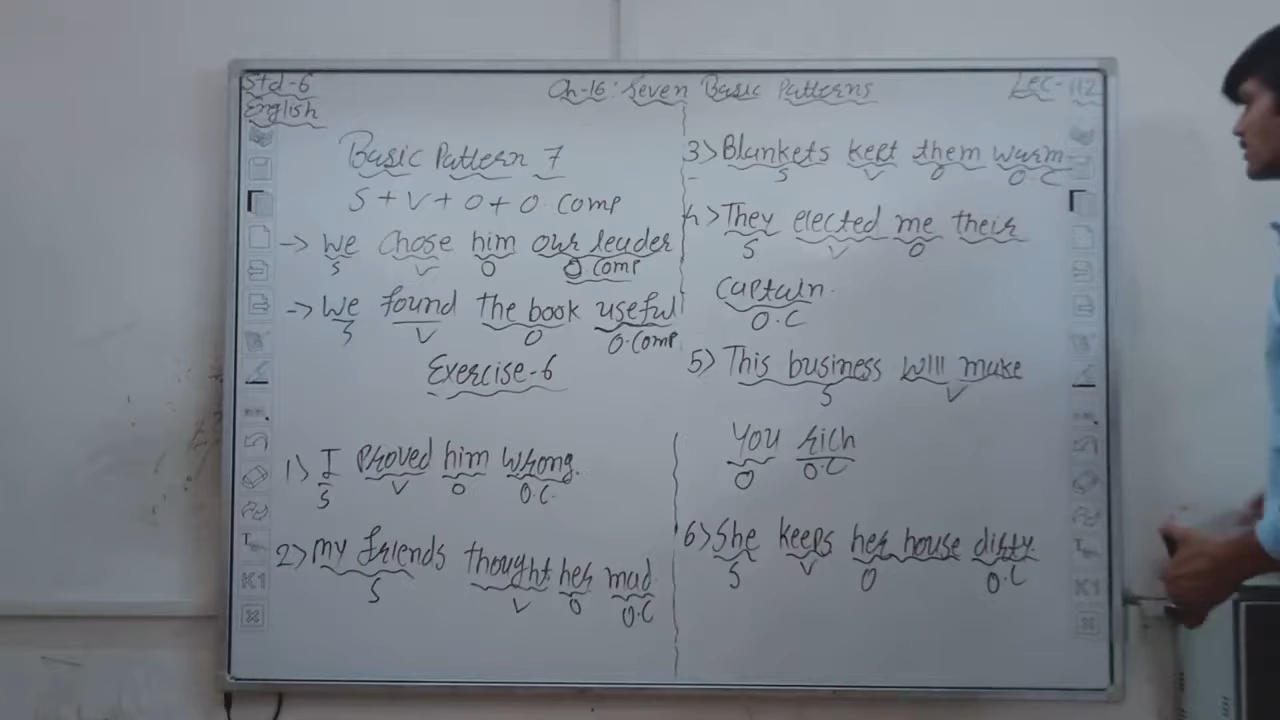 Std-6
English
Ch-16: Seven Basic Patterns
Lec-112
Basic Pattern 7
S + V + O + O. Comp
-> We chose him our leader
S V O O. Comp
-> We found the book useful
S V O O. Comp
Exercise-6
1) I proved him wrong.
S V O O.C.
2) My friends thought her mad.
S V O O.C
3) Blankets kept them warm
S V O O.C
4) They elected me their
S V O
captain.
O.C
5) This business will make
S V
you rich
O O.C
6) She keeps her house dirty.
S V O O.C
T
K1
T
K1